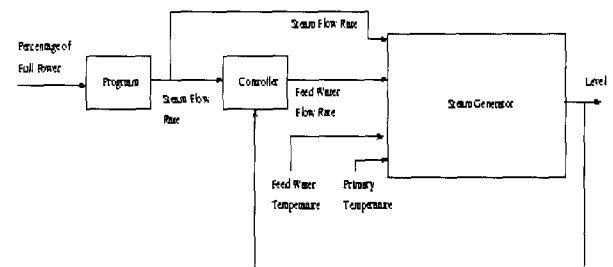 Steam Flow Rate
Percentage of
Full Power
Program
Steam Flow
Rate
Controller
Feed Water
Flow Rate
Steam Generator
Level
Feed Water
Temperature
Primary
Temperature